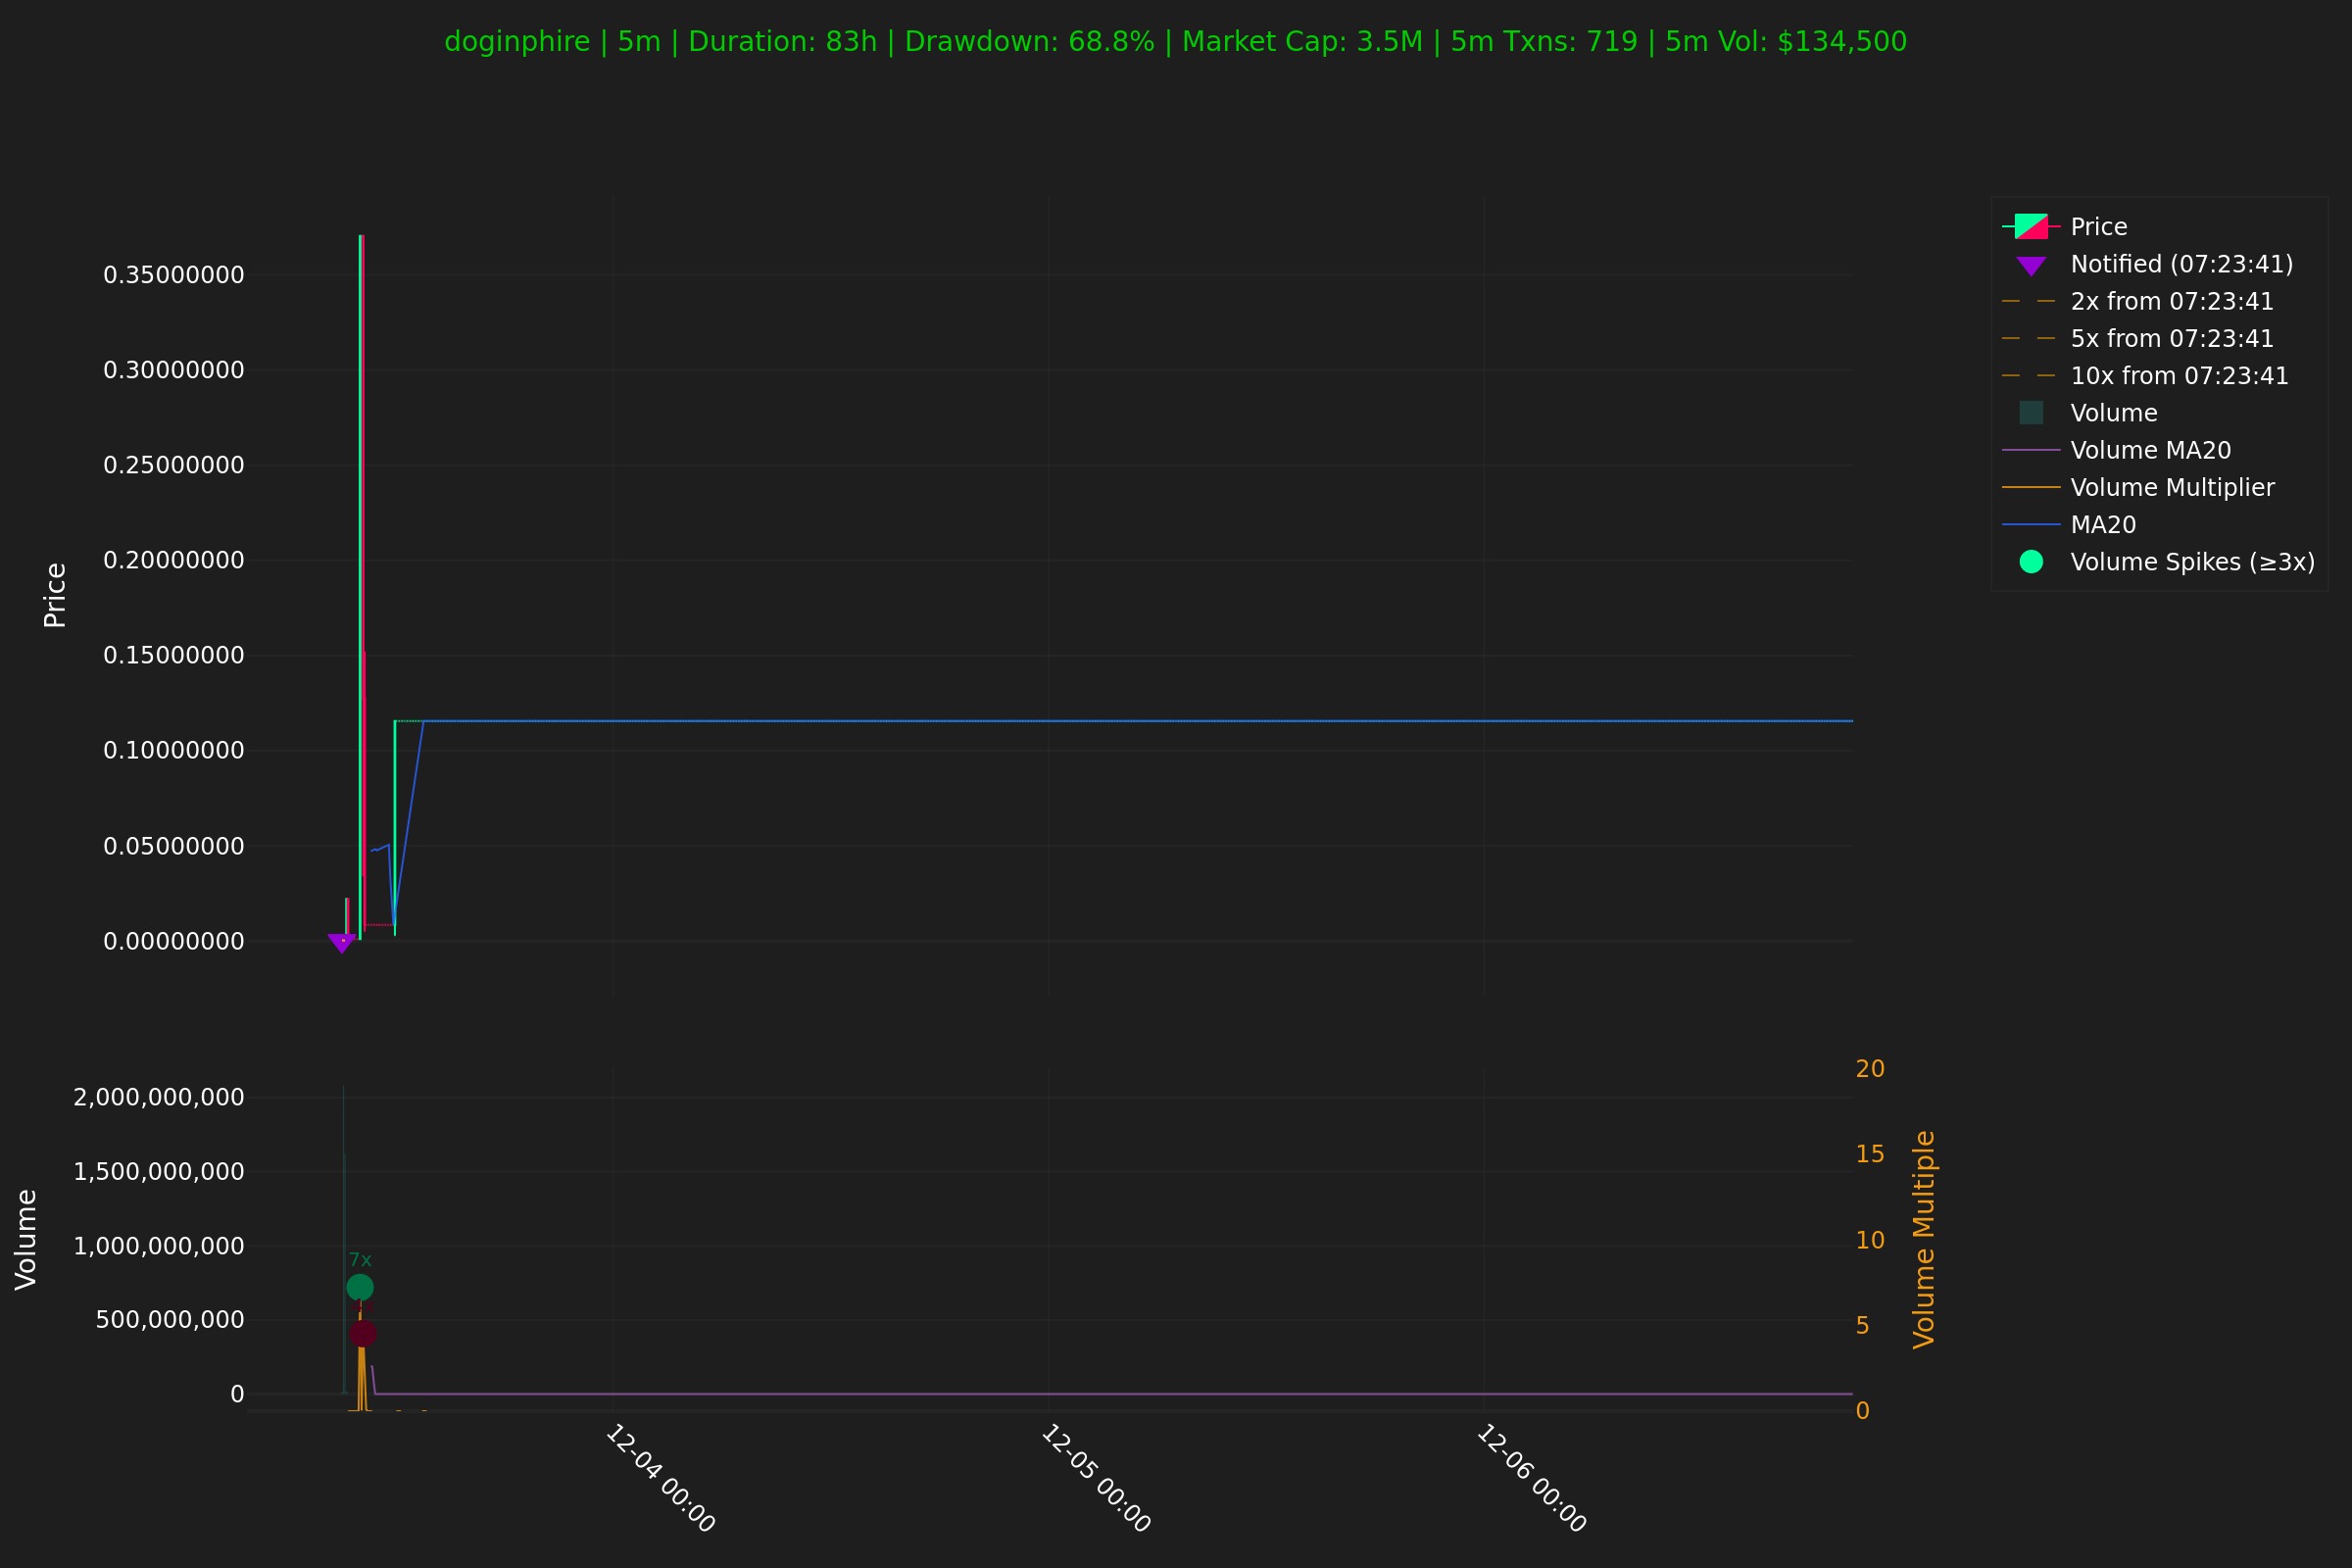 doginphire | 5m | Duration: 83h | Drawdown: 68.8% | Market Cap: 3.5M | 5m Txns: 719 | 5m Vol: $134,500
Price
0.35000000
0.30000000
0.25000000
0.20000000
0.15000000
0.10000000
0.05000000
0.00000000
Price
Notified (07:23:41)
2x from 07:23:41
5x from 07:23:41
10x from 07:23:41
Volume
Volume MA20
Volume Multiplier
MA20
Volume Spikes (≥3x)
Volume
2,000,000,000
1,500,000,000
1,000,000,000
500,000,000
0
7x
20
15
10
5
0
Volume Multiple
12-04 00:00
12-05 00:00
12-06 00:00